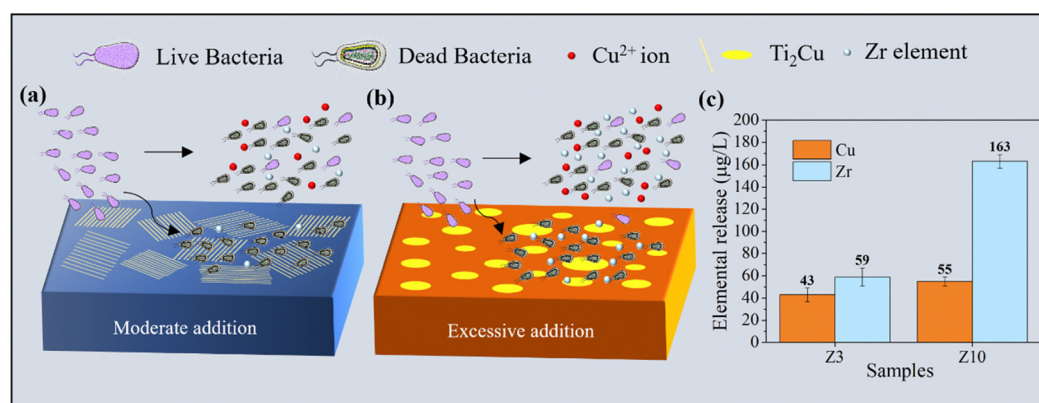 Live Bacteria
Dead Bacteria
Cu²⁺ ion
Ti₂Cu
Zr element
(a)
Moderate addition
(b)
Excessive addition
(c)
Elemental release (µg/L)
200
180
160
140
120
100
80
60
40
20
0
Cu
Zr
43
59
55
163
Z3
Z10
Samples